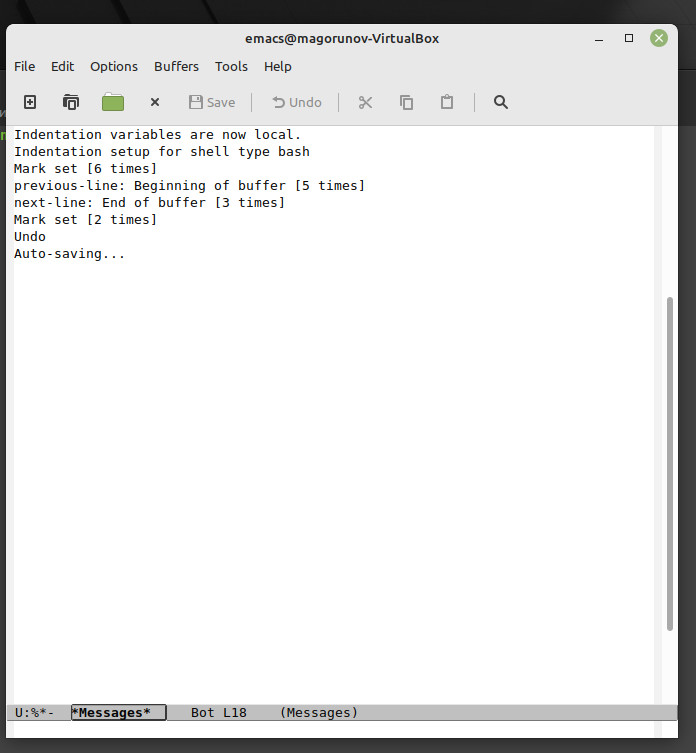 emacs@magorunov-VirtualBox
File Edit Options Buffers Tools Help
Save Undo
Indentation variables are now local.
Indentation setup for shell type bash
Mark set [6 times]
previous-line: Beginning of buffer [5 times]
next-line: End of buffer [3 times]
Mark set [2 times]
Undo
Auto-saving...
U:%*-  *Messages*   Bot L18   (Messages)